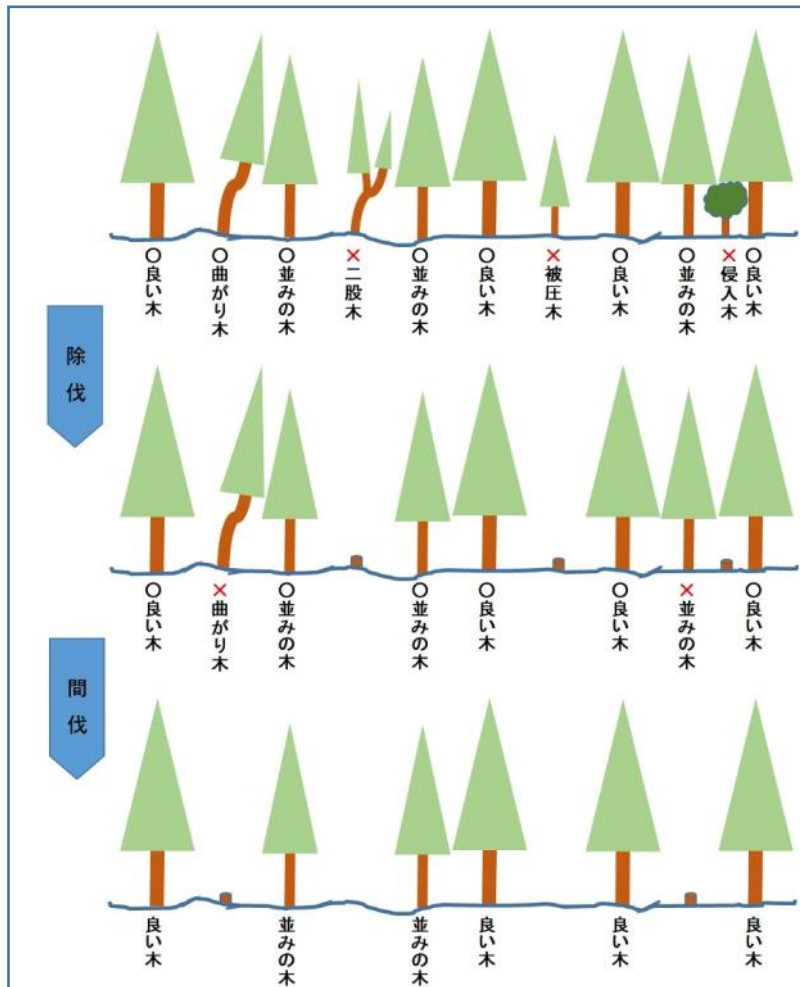 ○良い木
○曲がり木
○並みの木
×二股木
○並みの木
○良い木
×被圧木
○良い木
○並みの木
×侵入木
○良い木
除伐
○良い木
×曲がり木
○並みの木
○並みの木
○良い木
○良い木
×並みの木
○良い木
間伐
良い木
並みの木
並みの木
良い木
良い木
良い木